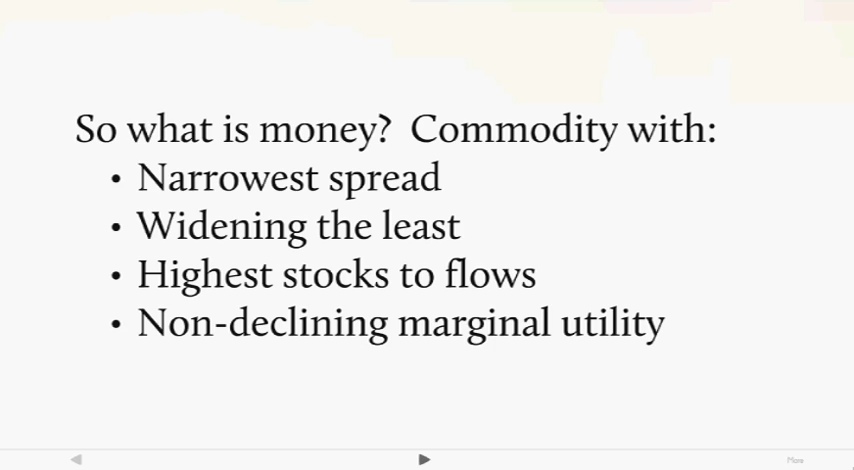 So what is money? Commodity with:
• Narrowest spread
• Widening the least
• Highest stocks to flows
• Non-declining marginal utility
More